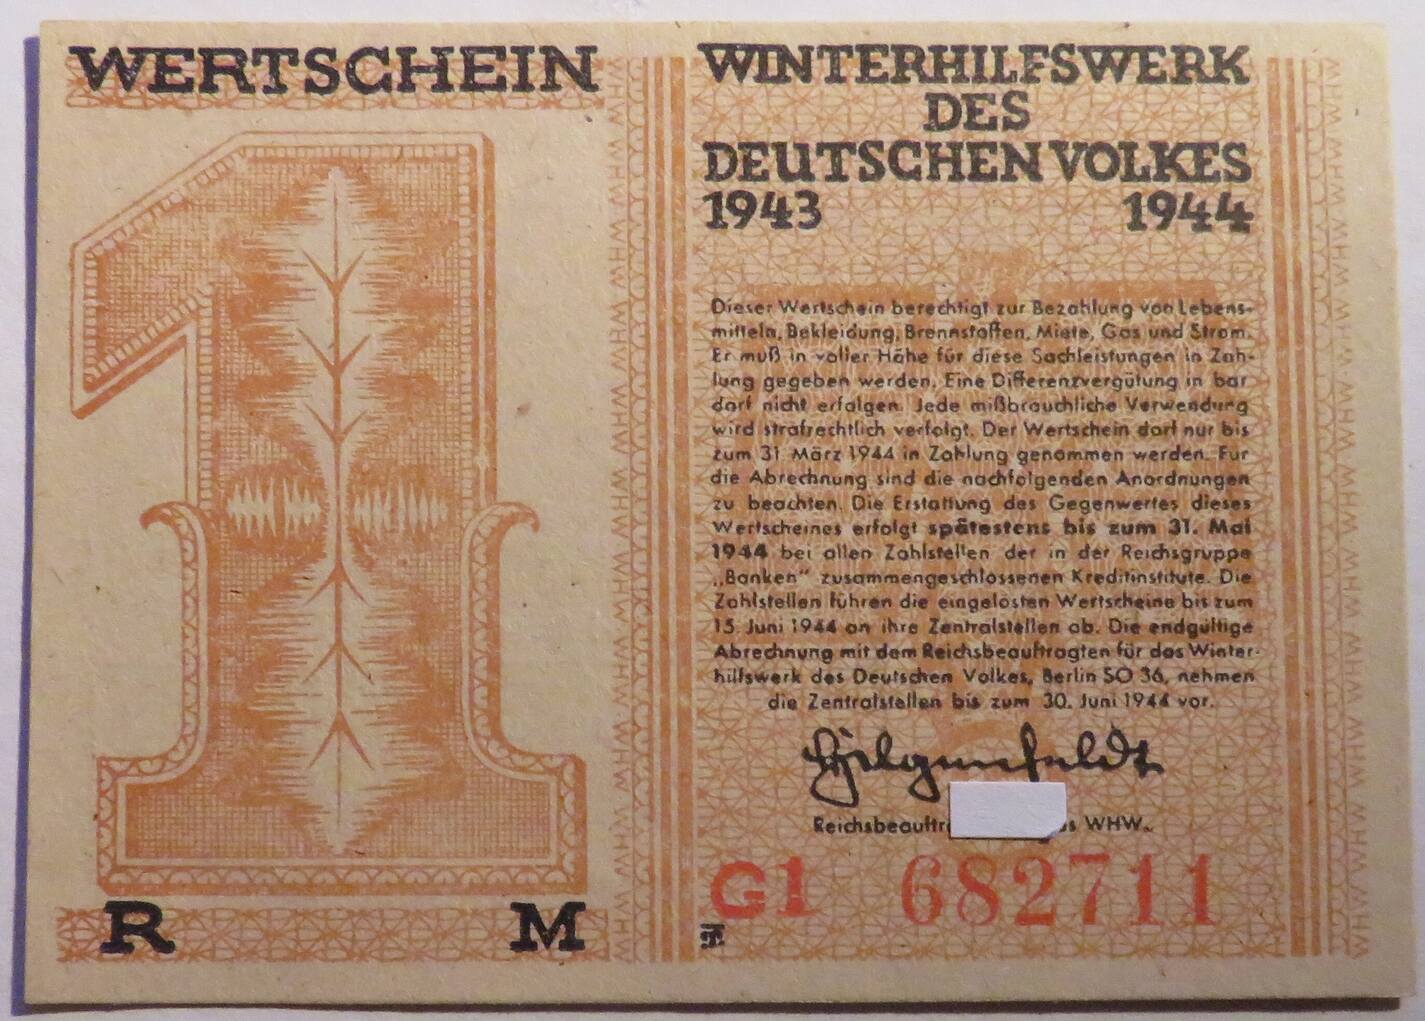 WERTSCHEIN
R M
WINTERHILFSWERK
DES
DEUTSCHEN VOLKES
1943 1944
Dieser Wertschein berechtigt zur Bezahlung von Lebens-
mitteln, Bekleidung, Brennstoffen, Miete, Gas und Strom.
Er muß in voller Höhe für diese Sachleistungen in Zah-
lung gegeben werden. Eine Differenzvergütung in bar
darf nicht erfolgen. Jede mißbrauchliche Verwendung
wird strafrechtlich verfolgt. Der Wertschein darf nur bis
zum 31 März 1944 in Zahlung genommen werden. Für
die Abrechnung sind die nachfolgenden Anordnungen
zu beachten. Die Erstattung des Gegenwertes dieses
Wertscheines erfolgt spätestens bis zum 31. Mai
1944 bei allen Zahlstellen der in der Reichsgruppe
„Banken“ zusammengeschlossenen Kreditinstitute. Die
Zahlstellen führen die eingelösten Wertscheine bis zum
15. Juni 1944 an ihre Zentralstellen ab. Die endgültige
Abrechnung mit dem Reichsbeauftragten für das Winter-
hilfswerk des Deutschen Volkes, Berlin SO 36, nehmen
die Zentralstellen bis zum 30. Juni 1944 vor.
Hilgenfeldt
Reichsbeauftr s WHW.
G1 682711